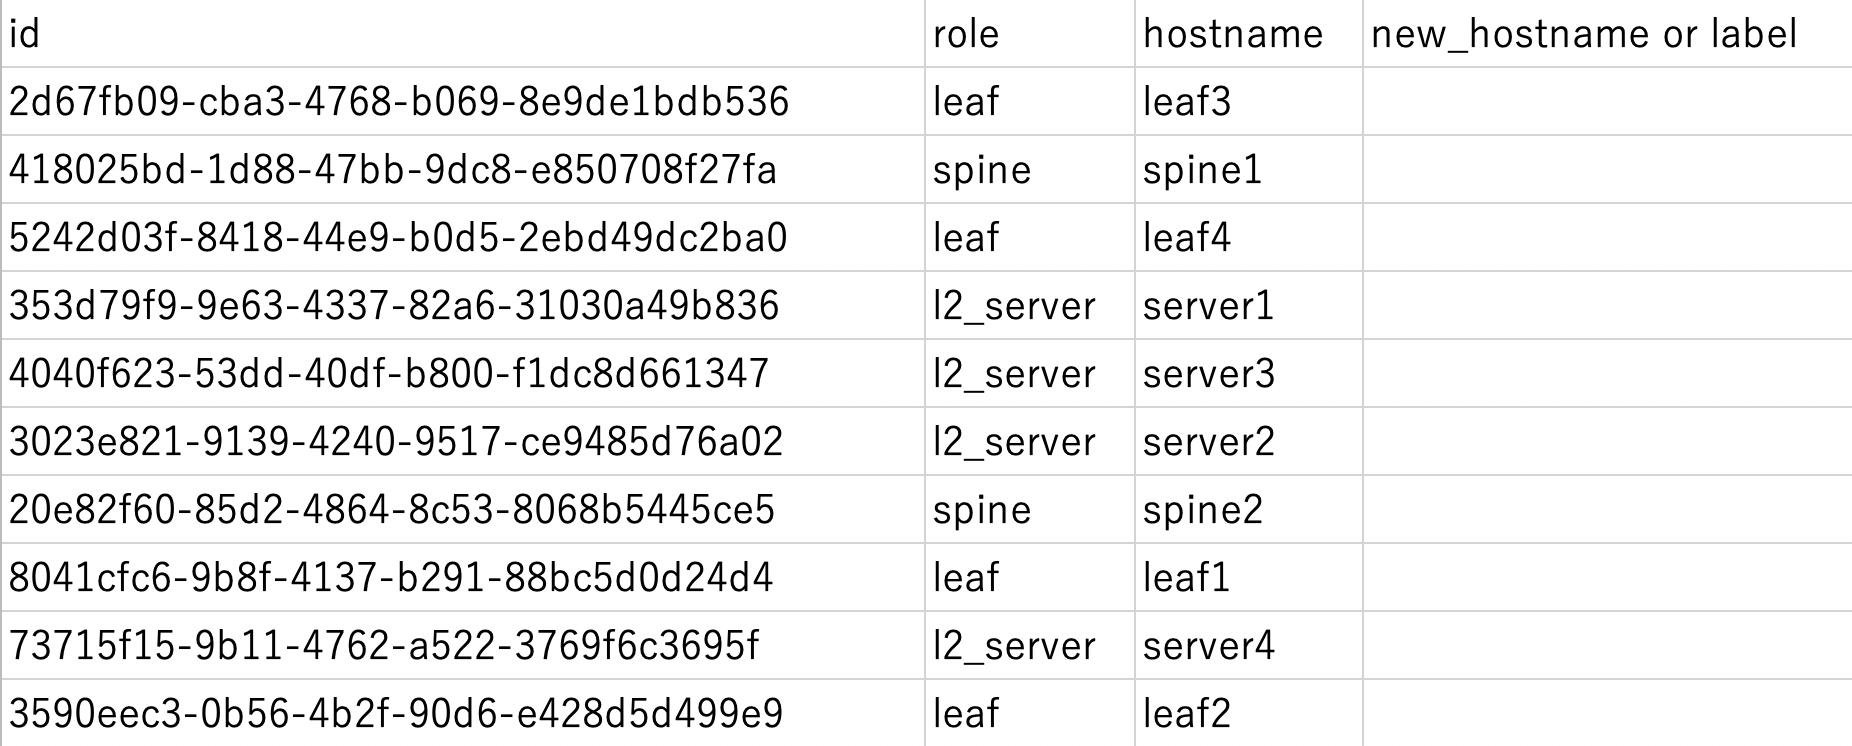 id role hostname new_hostname or label
2d67fb09-cba3-4768-b069-8e9de1bdb536 leaf leaf3
418025bd-1d88-47bb-9dc8-e850708f27fa spine spine1
5242d03f-8418-44e9-b0d5-2ebd49dc2ba0 leaf leaf4
353d79f9-9e63-4337-82a6-31030a49b836 l2_server server1
4040f623-53dd-40df-b800-f1dc8d661347 l2_server server3
3023e821-9139-4240-9517-ce9485d76a02 l2_server server2
20e82f60-85d2-4864-8c53-8068b5445ce5 spine spine2
8041cfc6-9b8f-4137-b291-88bc5d0d24d4 leaf leaf1
73715f15-9b11-4762-a522-3769f6c3695f l2_server server4
3590eec3-0b56-4b2f-90d6-e428d5d499e9 leaf leaf2